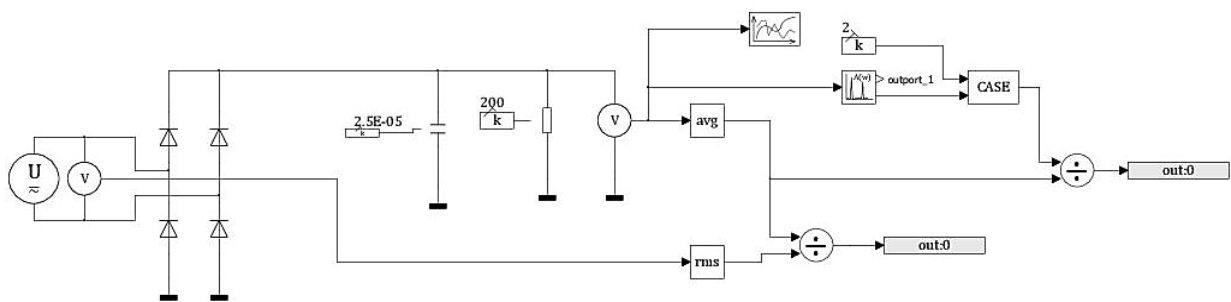 2
k
A(w)
outport_1
CASE
200
k
2.5E-05
k
V
avg
U
V
out:0
out:0
rms